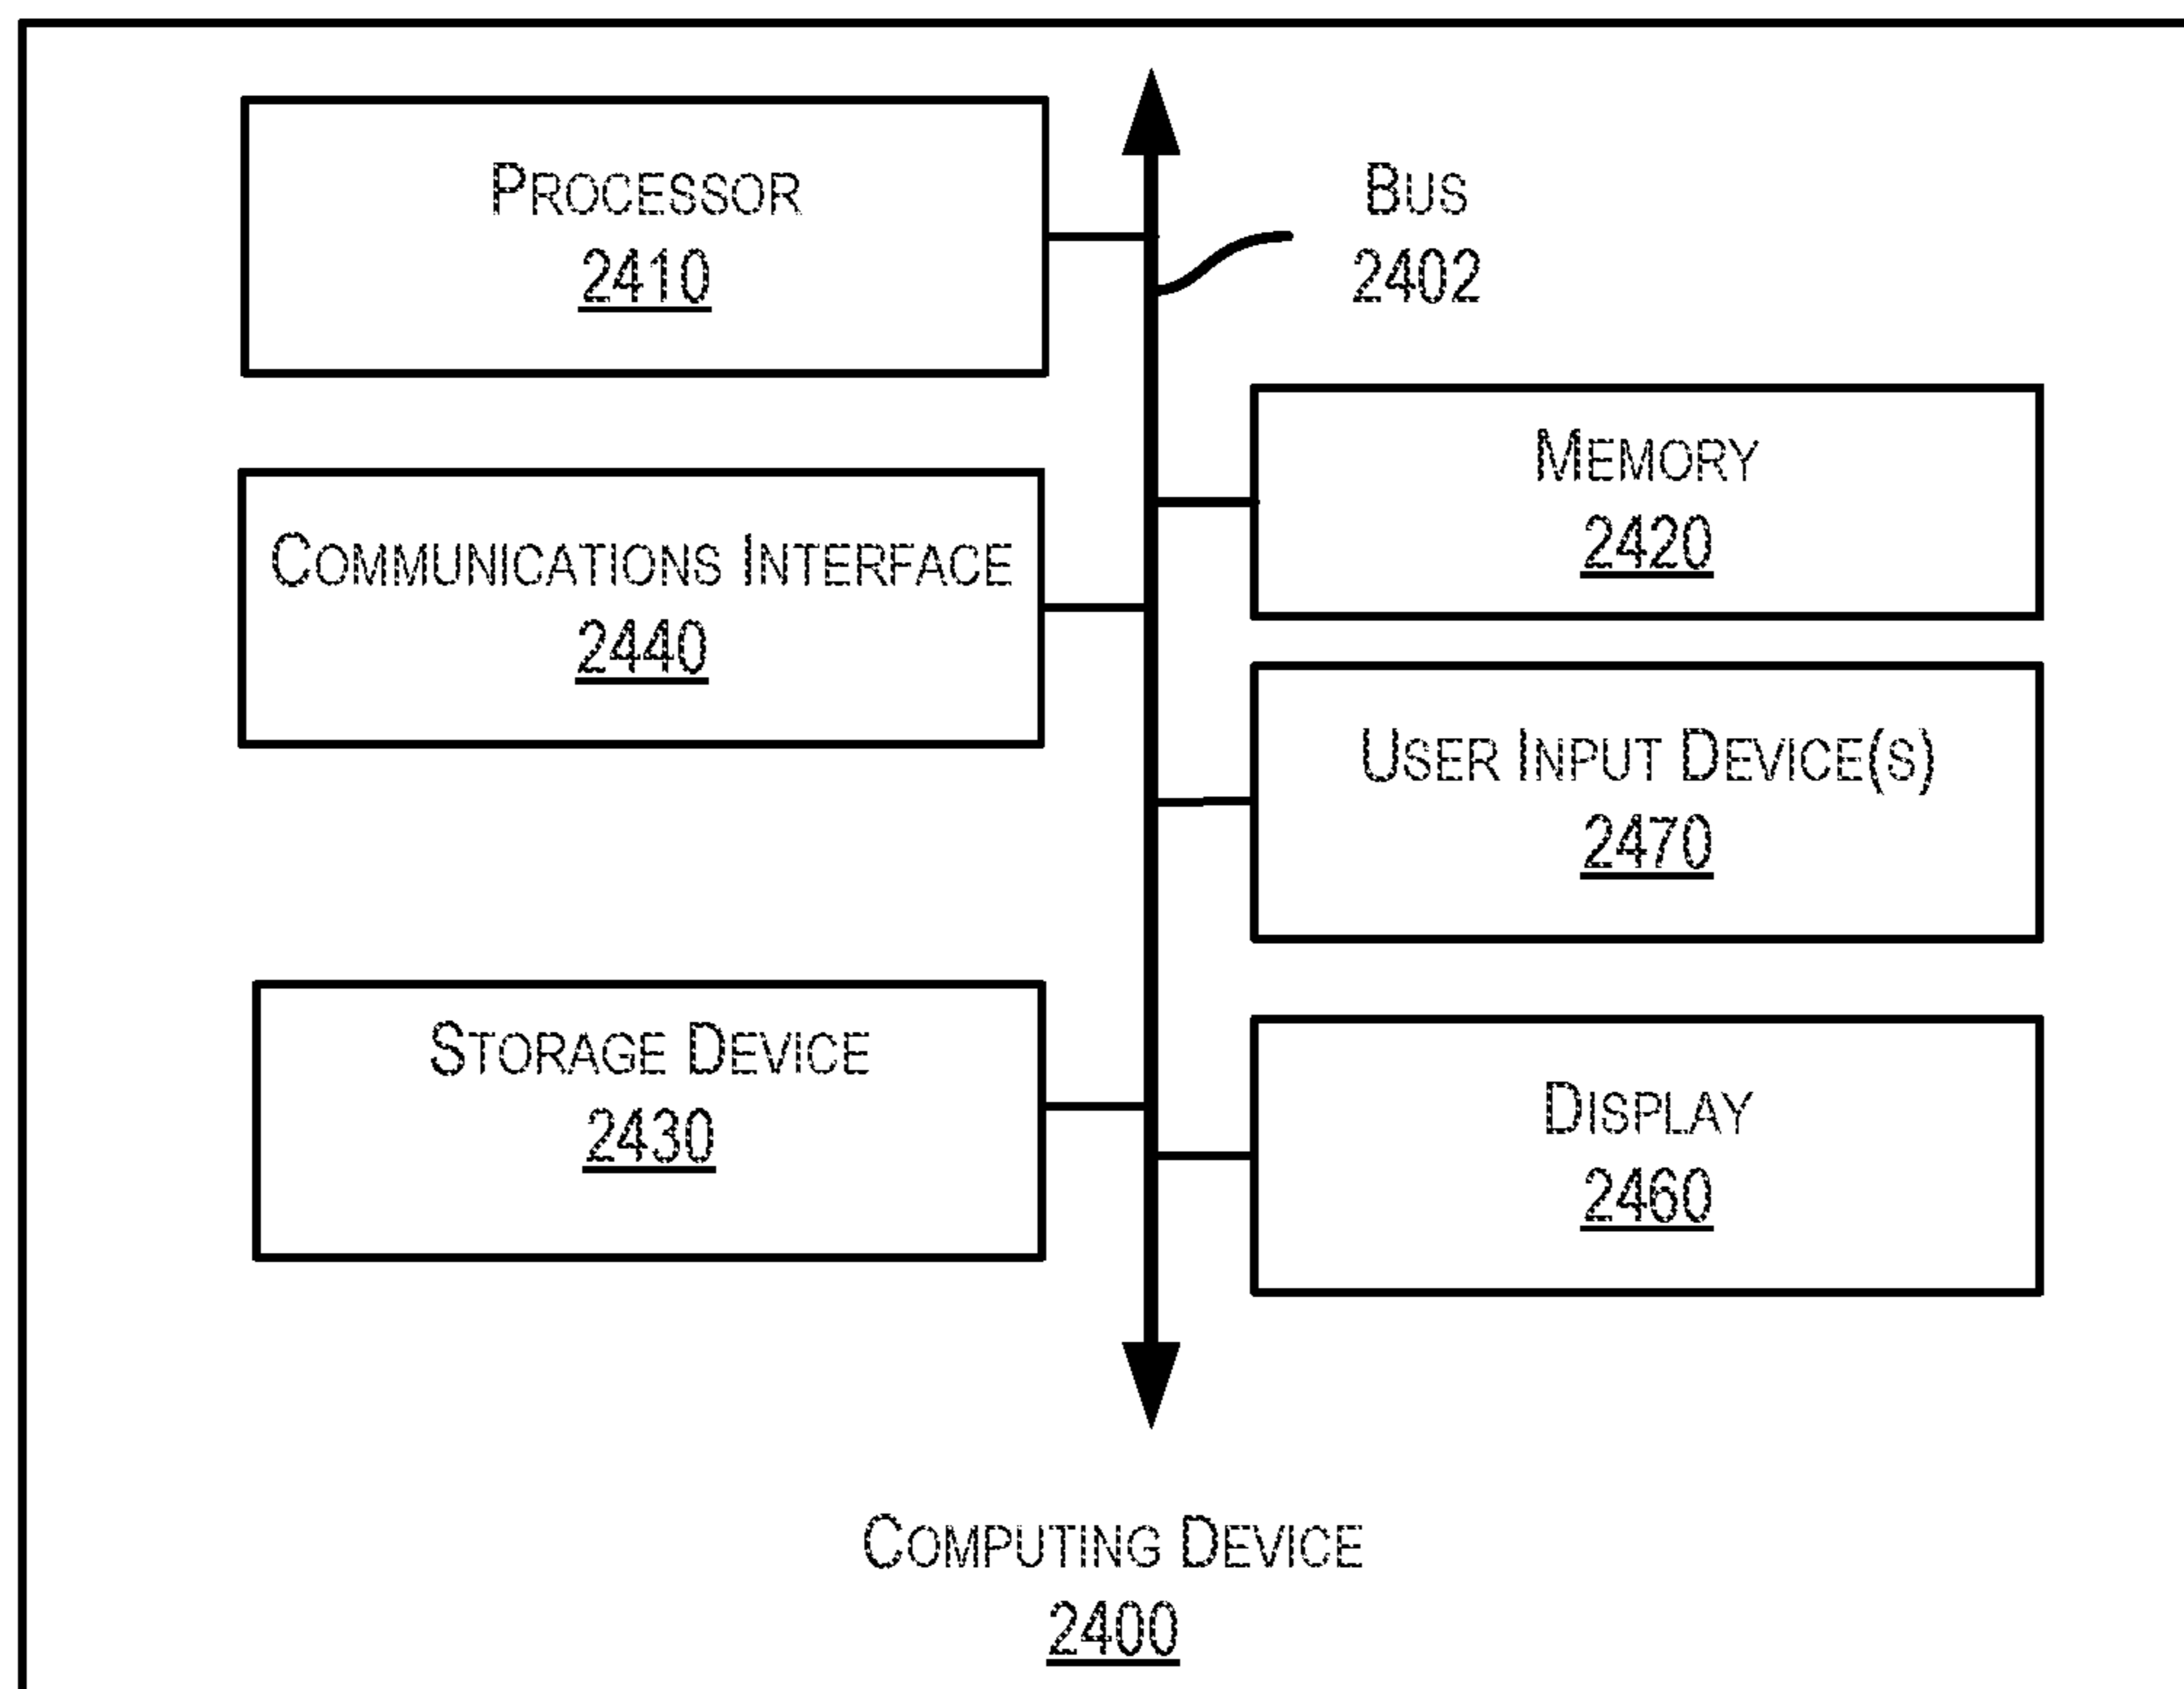 Processor
2410
Bus
2402
Memory
2420
Communications Interface
2440
User Input Device(s)
2470
Storage Device
2430
Display
2460
Computing Device
2400